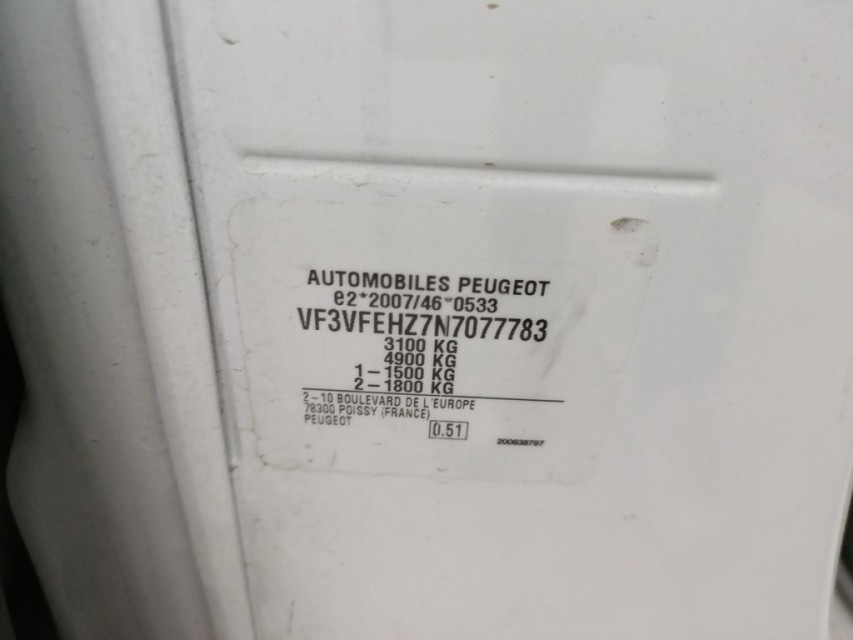 AUTOMOBILES PEUGEOT
e2*2007/46*0533
VF3VFEHZ7N7077783
3100 KG
4900 KG
1-1500 KG
2-1800 KG
2-10 BOULEVARD DE L'EUROPE
78300 POISSY (FRANCE)
PEUGEOT
0.51
200638797